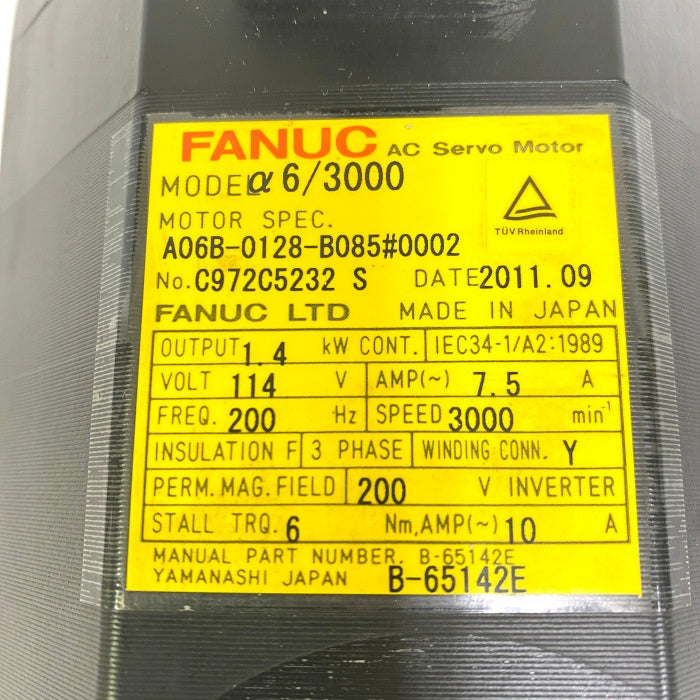 FANUC AC Servo Motor
MODEL α6/3000
MOTOR SPEC.
TÜV Rheinland
A06B-0128-B085#0002
No. C972C5232 S DATE 2011.09
FANUC LTD MADE IN JAPAN
OUTPUT 1.4 kW CONT. IEC34-1/A2:1989
VOLT 114 V AMP(~) 7.5 A
FREQ. 200 Hz SPEED 3000 min⁻¹
INSULATION F 3 PHASE WINDING CONN. Y
PERM.MAG.FIELD 200 V INVERTER
STALL TRQ. 6 Nm,AMP(~) 10 A
MANUAL PART NUMBER. B-65142E
YAMANASHI JAPAN B-65142E